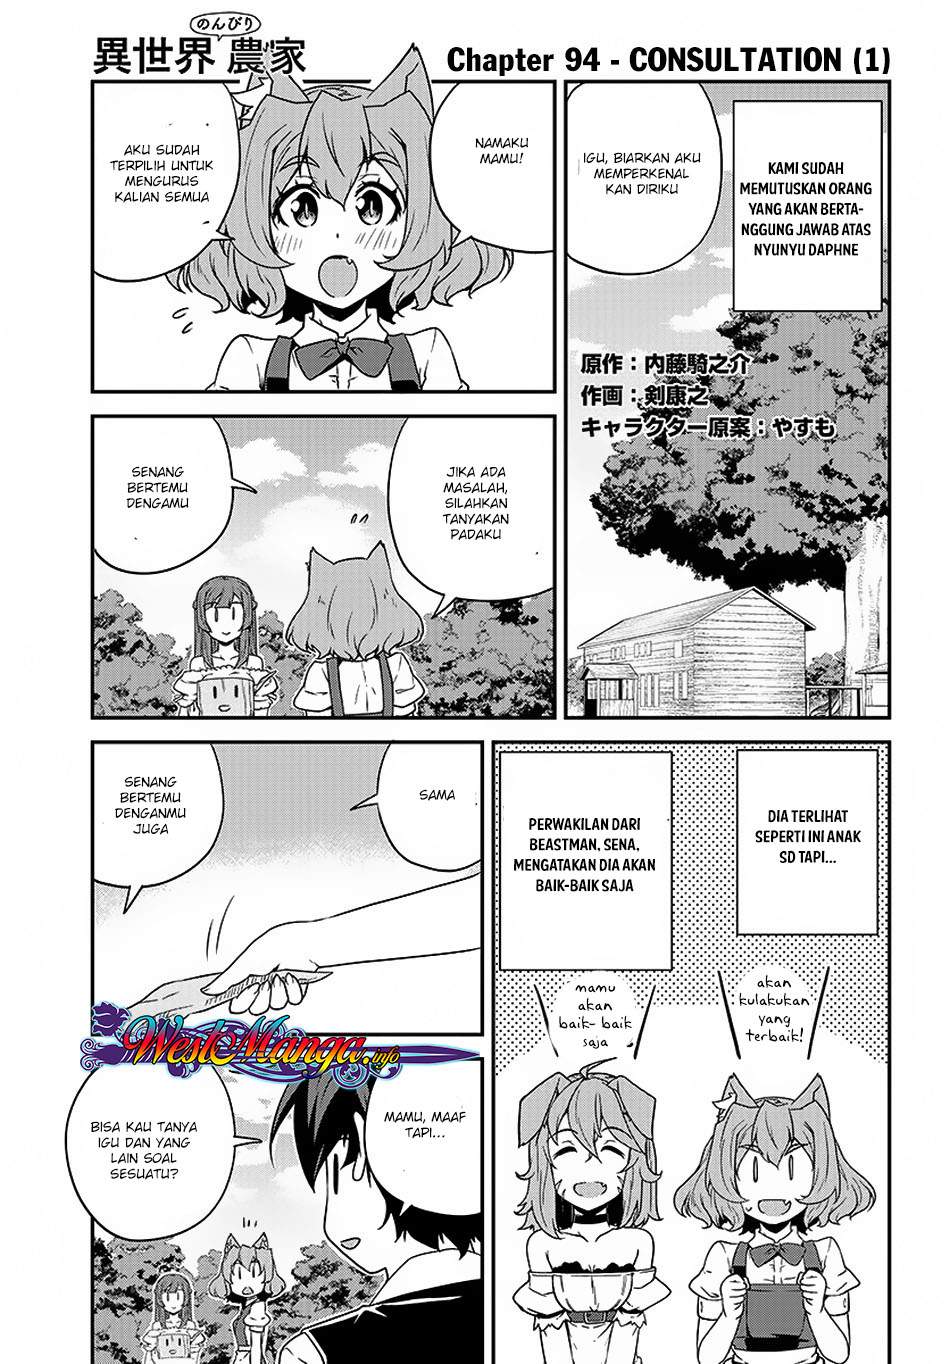 のんびり
異世界 農家
Chapter 94 - CONSULTATION (1)
KAMI SUDAH
MEMUTUSKAN ORANG
YANG AKAN BERTA-
NGGUNG JAWAB ATAS
NYUNYU DAPHNE
IGU, BIARKAN AKU
MEMPERKENAL
KAN DIRIKU
原作：内藤騎之介
作画：剣康之
キャラクター原案：やすも
NAMAKU
MAMU!
AKU SUDAH
TERPILIH UNTUK
MENGURUS
KALIAN SEMUA
JIKA ADA
MASALAH,
SILAHKAN
TANYAKAN
PADAKU
SENANG
BERTEMU
DENGAMU
DIA TERLIHAT
SEPERTI INI ANAK
SD TAPI...
PERWAKILAN DARI
BEASTMAN, SENA,
MENGATAKAN DIA AKAN
BAIK-BAIK SAJA
akan
kulakukan
yang
terbaik!
mamu
akan
baik- baik
saja
SAMA
SENANG
BERTEMU
DENGANMU
JUGA
WestManga.info
MAMU, MAAF
TAPI...
BISA KAU TANYA
IGU DAN YANG
LAIN SOAL
SESUATU?